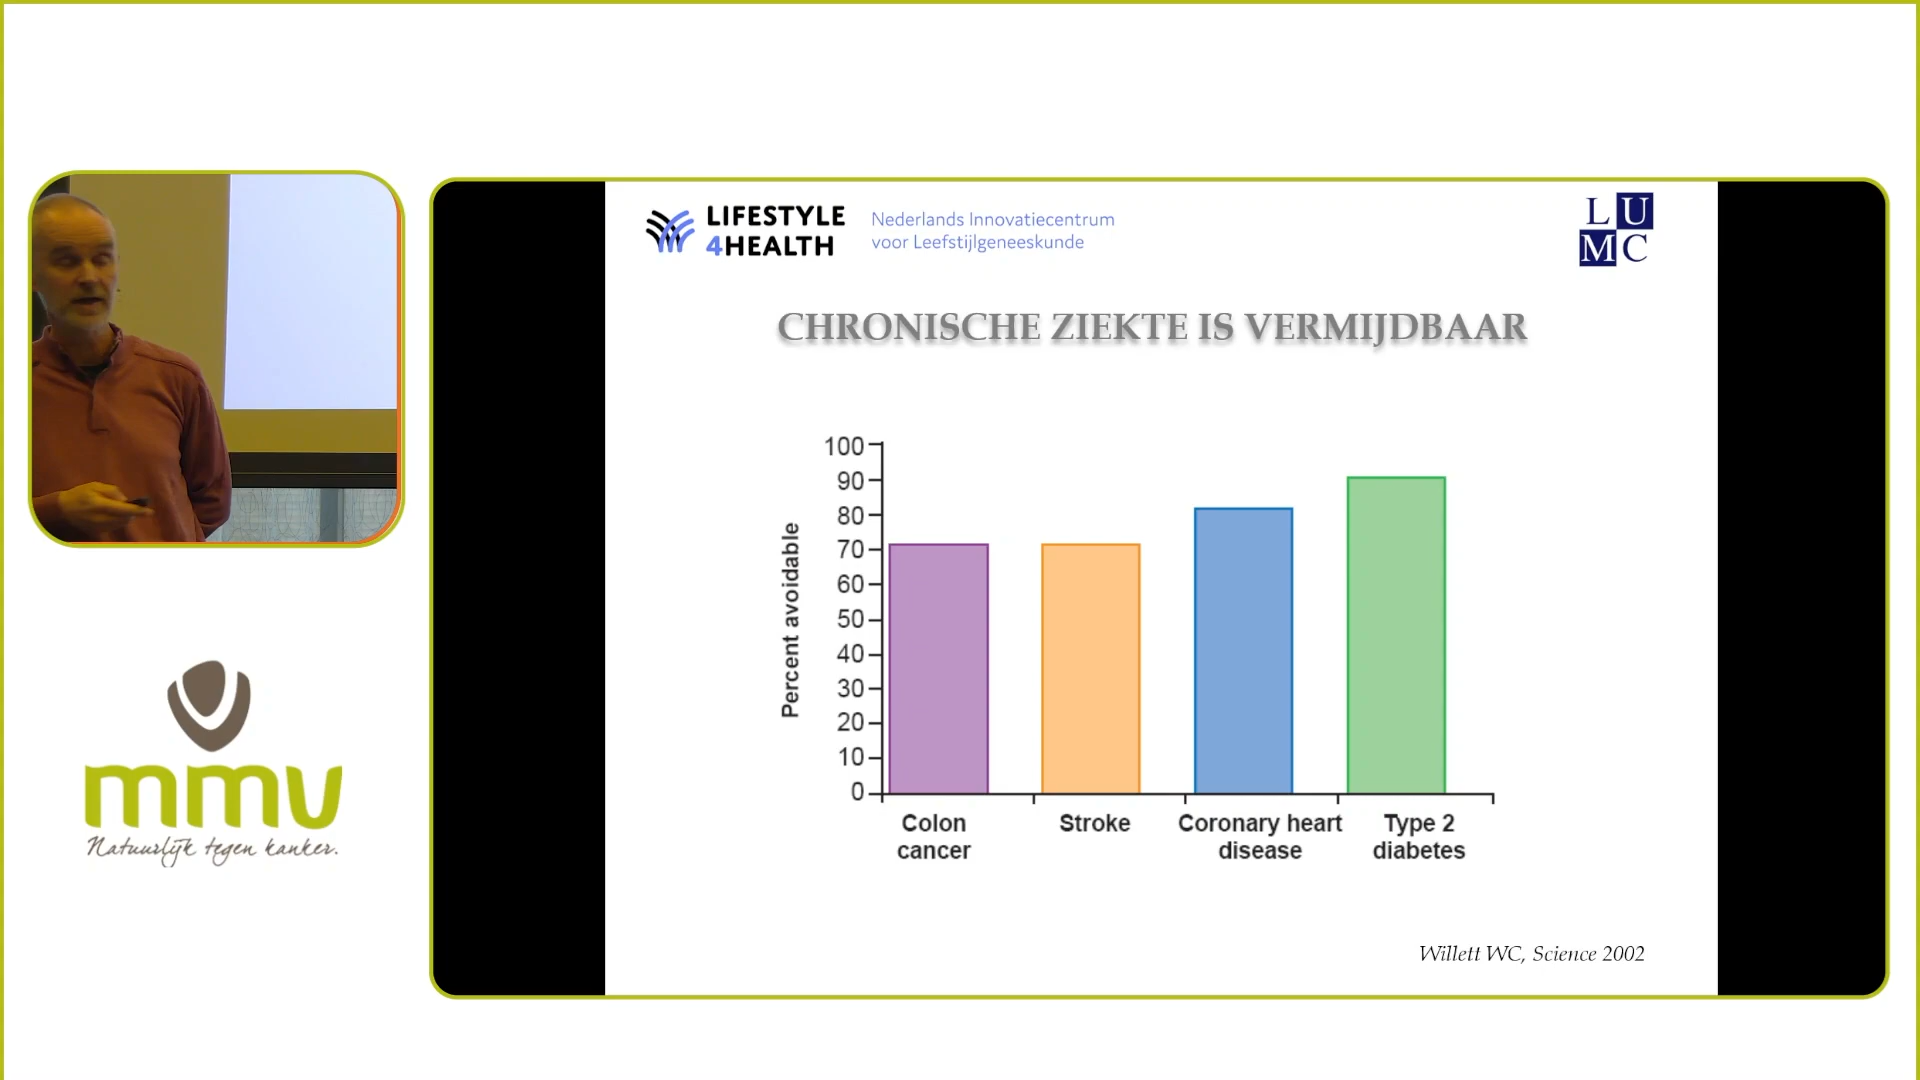 LIFESTYLE
4HEALTH
Nederlands Innovatiecentrum
voor Leefstijlgeneeskunde
L U
M C
CHRONISCHE ZIEKTE IS VERMIJDBAAR
Percent avoidable
100
90
80
70
60
50
40
30
20
10
0
Colon
cancer
Stroke
Coronary heart
disease
Type 2
diabetes
Willett WC, Science 2002
mmv
Natuurlijk tegen kanker.